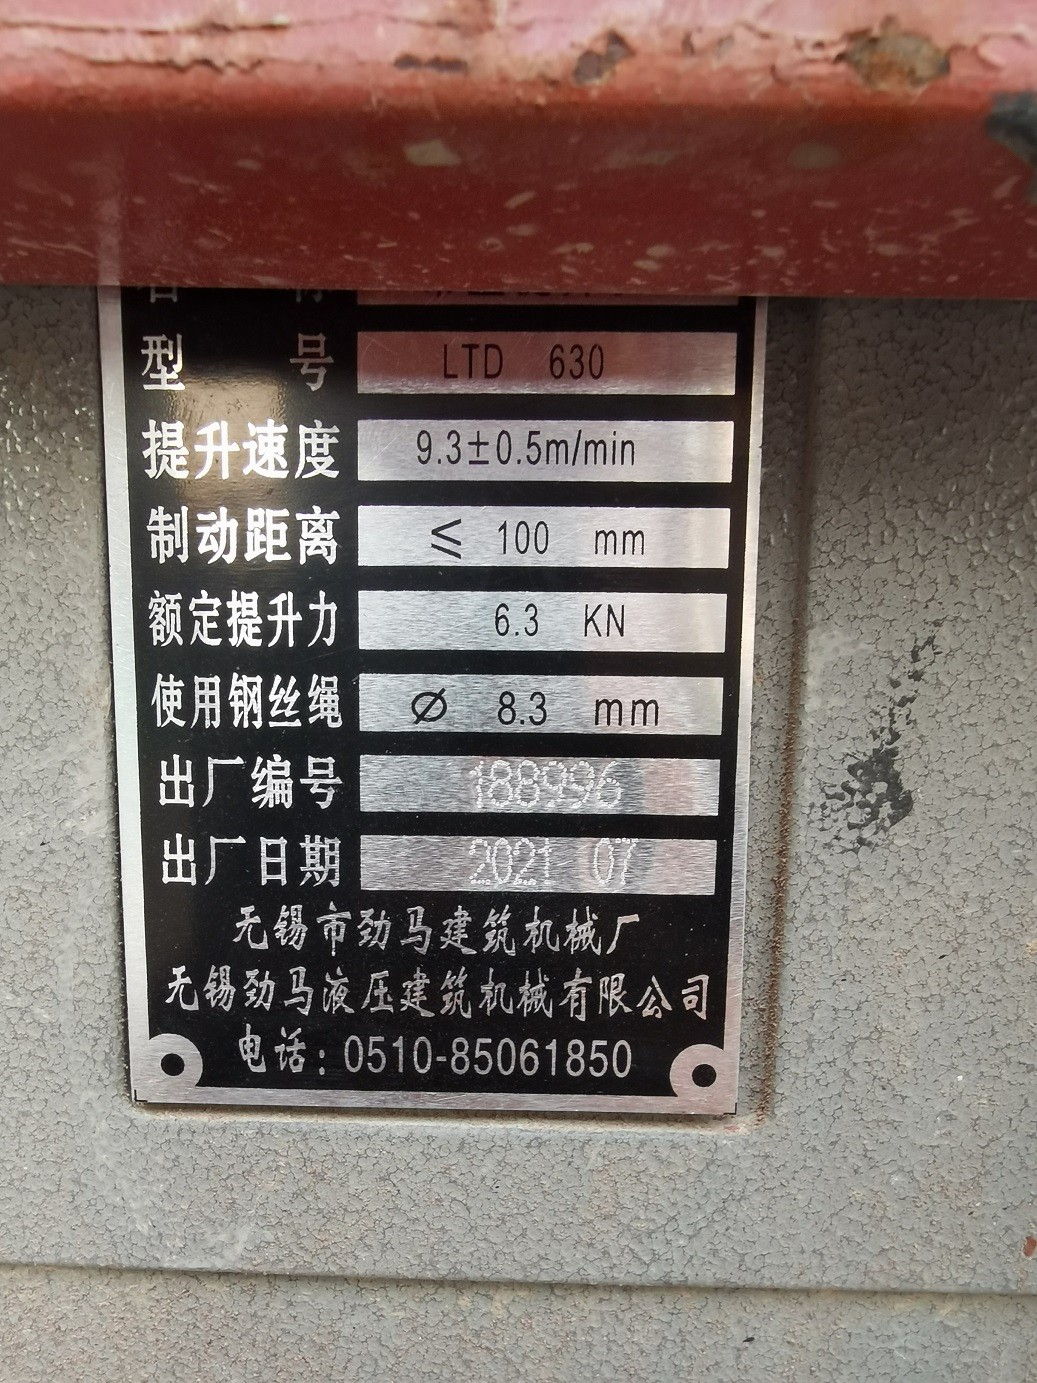 型 号 LTD 630
提升速度 9.3±0.5m/min
制动距离 ≤ 100 mm
额定提升力 6.3 KN
使用钢丝绳 Ø 8.3 mm
出厂编号 188996
出厂日期 2021 07
无锡市劲马建筑机械厂
无锡劲马液压建筑机械有限公司
电话：0510-85061850